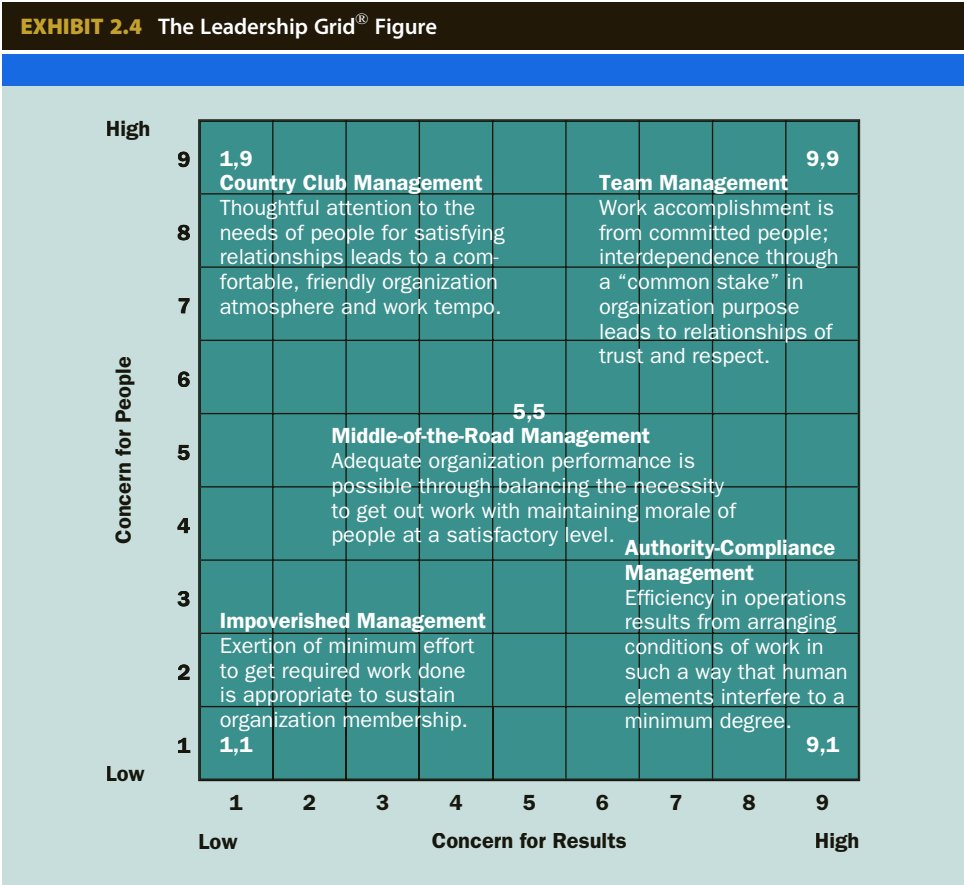 EXHIBIT 2.4 The Leadership Grid® Figure
High
9
8
7
6
5
4
3
2
1
Low
Concern for People
1,9
Country Club Management
Thoughtful attention to the
needs of people for satisfying
relationships leads to a com-
fortable, friendly organization
atmosphere and work tempo.
9,9
Team Management
Work accomplishment is
from committed people;
interdependence through
a “common stake” in
organization purpose
leads to relationships of
trust and respect.
5,5
Middle-of-the-Road Management
Adequate organization performance is
possible through balancing the necessity
to get out work with maintaining morale of
people at a satisfactory level.
Authority-Compliance
Management
Efficiency in operations
results from arranging
conditions of work in
such a way that human
elements interfere to a
minimum degree.
9,1
Impoverished Management
Exertion of minimum effort
to get required work done
is appropriate to sustain
organization membership.
1,1
1 2 3 4 5 6 7 8 9
Low Concern for Results High